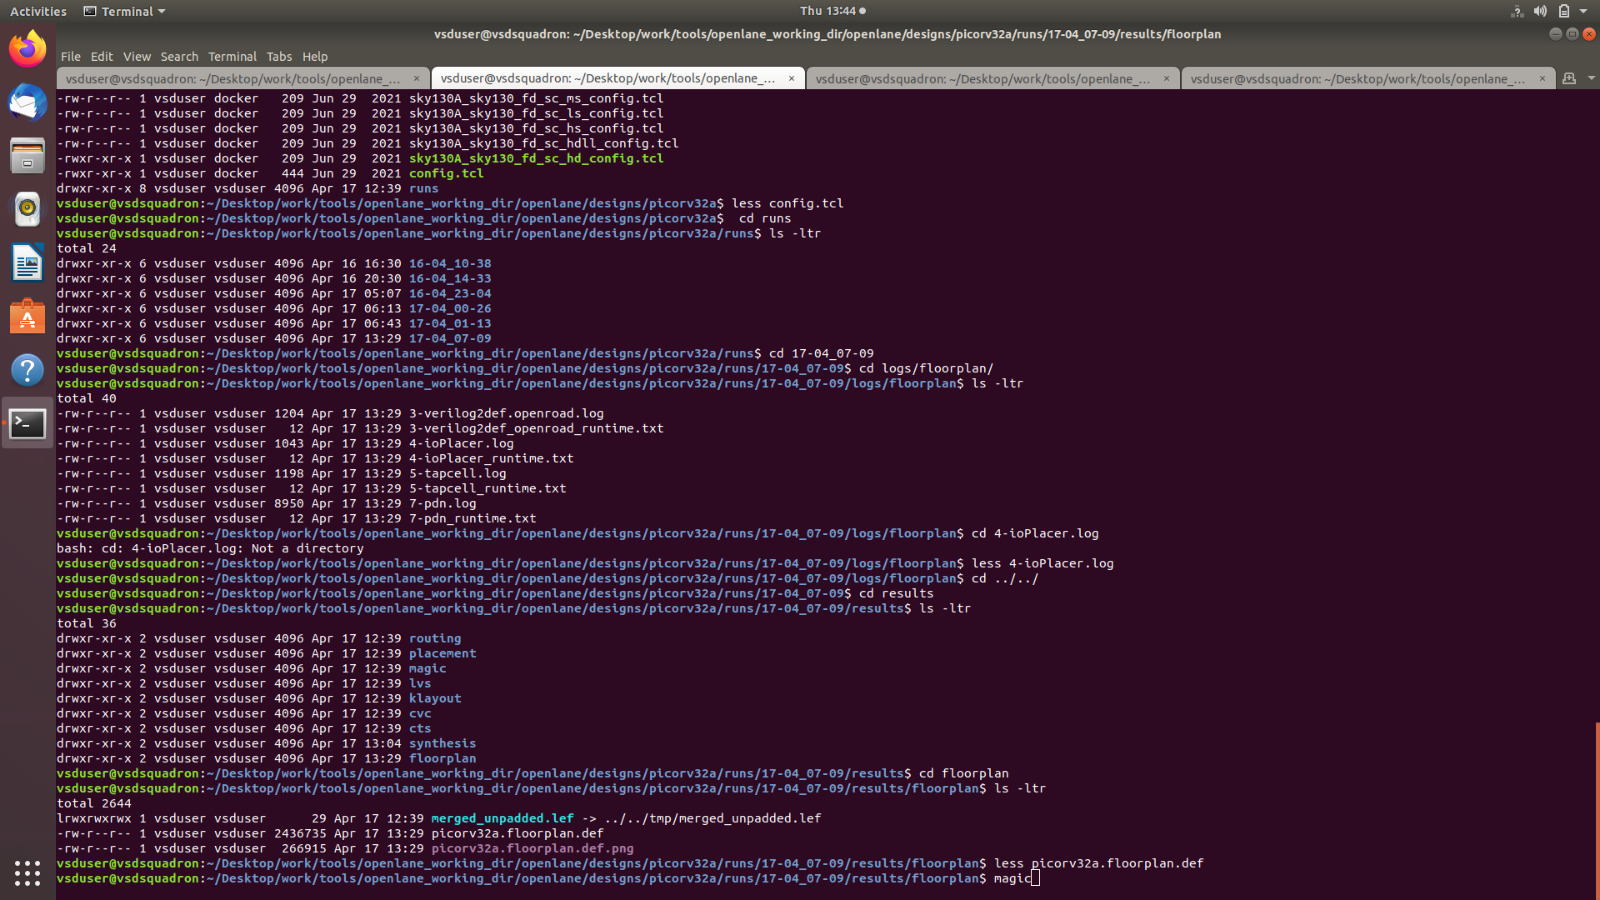 Activities
Terminal
Thu 13:44
vsduser@vsdsquadron: ~/Desktop/work/tools/openlane_working_dir/openlane/designs/picorv32a/runs/17-04_07-09/results/floorplan
File Edit View Search Terminal Tabs Help
vsduser@vsdsquadron: ~/Desktop/work/tools/openlane_... × vsduser@vsdsquadron: ~/Desktop/work/tools/openlane_... × vsduser@vsdsquadron: ~/Desktop/work/tools/openlane_... × vsduser@vsdsquadron: ~/Desktop/work/tools/openlane_... ×
-rw-r--r-- 1 vsduser docker   209 Jun 29  2021 sky130A_sky130_fd_sc_ms_config.tcl
-rw-r--r-- 1 vsduser docker   209 Jun 29  2021 sky130A_sky130_fd_sc_ls_config.tcl
-rw-r--r-- 1 vsduser docker   209 Jun 29  2021 sky130A_sky130_fd_sc_hs_config.tcl
-rw-r--r-- 1 vsduser docker   209 Jun 29  2021 sky130A_sky130_fd_sc_hdll_config.tcl
-rwxr-xr-x 1 vsduser docker   209 Jun 29  2021 sky130A_sky130_fd_sc_hd_config.tcl
-rwxr-xr-x 1 vsduser docker   444 Jun 29  2021 config.tcl
drwxr-xr-x 8 vsduser vsduser 4096 Apr 17 12:39 runs
vsduser@vsdsquadron:~/Desktop/work/tools/openlane_working_dir/openlane/designs/picorv32a$ less config.tcl
vsduser@vsdsquadron:~/Desktop/work/tools/openlane_working_dir/openlane/designs/picorv32a$  cd runs
vsduser@vsdsquadron:~/Desktop/work/tools/openlane_working_dir/openlane/designs/picorv32a/runs$ ls -ltr
total 24
drwxr-xr-x 6 vsduser vsduser 4096 Apr 16 16:30 16-04_10-38
drwxr-xr-x 6 vsduser vsduser 4096 Apr 16 20:30 16-04_14-33
drwxr-xr-x 6 vsduser vsduser 4096 Apr 17 05:07 16-04_23-04
drwxr-xr-x 6 vsduser vsduser 4096 Apr 17 06:13 17-04_00-26
drwxr-xr-x 6 vsduser vsduser 4096 Apr 17 06:43 17-04_01-13
drwxr-xr-x 6 vsduser vsduser 4096 Apr 17 13:29 17-04_07-09
vsduser@vsdsquadron:~/Desktop/work/tools/openlane_working_dir/openlane/designs/picorv32a/runs$ cd 17-04_07-09
vsduser@vsdsquadron:~/Desktop/work/tools/openlane_working_dir/openlane/designs/picorv32a/runs/17-04_07-09$ cd logs/floorplan/
vsduser@vsdsquadron:~/Desktop/work/tools/openlane_working_dir/openlane/designs/picorv32a/runs/17-04_07-09/logs/floorplan$ ls -ltr
total 40
-rw-r--r-- 1 vsduser vsduser 1204 Apr 17 13:29 3-verilog2def.openroad.log
-rw-r--r-- 1 vsduser vsduser   12 Apr 17 13:29 3-verilog2def_openroad_runtime.txt
-rw-r--r-- 1 vsduser vsduser 1043 Apr 17 13:29 4-ioPlacer.log
-rw-r--r-- 1 vsduser vsduser   12 Apr 17 13:29 4-ioPlacer_runtime.txt
-rw-r--r-- 1 vsduser vsduser 1198 Apr 17 13:29 5-tapcell.log
-rw-r--r-- 1 vsduser vsduser   12 Apr 17 13:29 5-tapcell_runtime.txt
-rw-r--r-- 1 vsduser vsduser 8950 Apr 17 13:29 7-pdn.log
-rw-r--r-- 1 vsduser vsduser   12 Apr 17 13:29 7-pdn_runtime.txt
vsduser@vsdsquadron:~/Desktop/work/tools/openlane_working_dir/openlane/designs/picorv32a/runs/17-04_07-09/logs/floorplan$ cd 4-ioPlacer.log
bash: cd: 4-ioPlacer.log: Not a directory
vsduser@vsdsquadron:~/Desktop/work/tools/openlane_working_dir/openlane/designs/picorv32a/runs/17-04_07-09/logs/floorplan$ less 4-ioPlacer.log
vsduser@vsdsquadron:~/Desktop/work/tools/openlane_working_dir/openlane/designs/picorv32a/runs/17-04_07-09/logs/floorplan$ cd ../../
vsduser@vsdsquadron:~/Desktop/work/tools/openlane_working_dir/openlane/designs/picorv32a/runs/17-04_07-09$ cd results
vsduser@vsdsquadron:~/Desktop/work/tools/openlane_working_dir/openlane/designs/picorv32a/runs/17-04_07-09/results$ ls -ltr
total 36
drwxr-xr-x 2 vsduser vsduser 4096 Apr 17 12:39 routing
drwxr-xr-x 2 vsduser vsduser 4096 Apr 17 12:39 placement
drwxr-xr-x 2 vsduser vsduser 4096 Apr 17 12:39 magic
drwxr-xr-x 2 vsduser vsduser 4096 Apr 17 12:39 lvs
drwxr-xr-x 2 vsduser vsduser 4096 Apr 17 12:39 klayout
drwxr-xr-x 2 vsduser vsduser 4096 Apr 17 12:39 cvc
drwxr-xr-x 2 vsduser vsduser 4096 Apr 17 12:39 cts
drwxr-xr-x 2 vsduser vsduser 4096 Apr 17 13:04 synthesis
drwxr-xr-x 2 vsduser vsduser 4096 Apr 17 13:29 floorplan
vsduser@vsdsquadron:~/Desktop/work/tools/openlane_working_dir/openlane/designs/picorv32a/runs/17-04_07-09/results$ cd floorplan
vsduser@vsdsquadron:~/Desktop/work/tools/openlane_working_dir/openlane/designs/picorv32a/runs/17-04_07-09/results/floorplan$ ls -ltr
total 2644
lrwxrwxrwx 1 vsduser vsduser      29 Apr 17 12:39 merged_unpadded.lef -> ../../tmp/merged_unpadded.lef
-rw-r--r-- 1 vsduser vsduser 2436735 Apr 17 13:29 picorv32a.floorplan.def
-rw-r--r-- 1 vsduser vsduser  266915 Apr 17 13:29 picorv32a.floorplan.def.png
vsduser@vsdsquadron:~/Desktop/work/tools/openlane_working_dir/openlane/designs/picorv32a/runs/17-04_07-09/results/floorplan$ less picorv32a.floorplan.def
vsduser@vsdsquadron:~/Desktop/work/tools/openlane_working_dir/openlane/designs/picorv32a/runs/17-04_07-09/results/floorplan$ magic